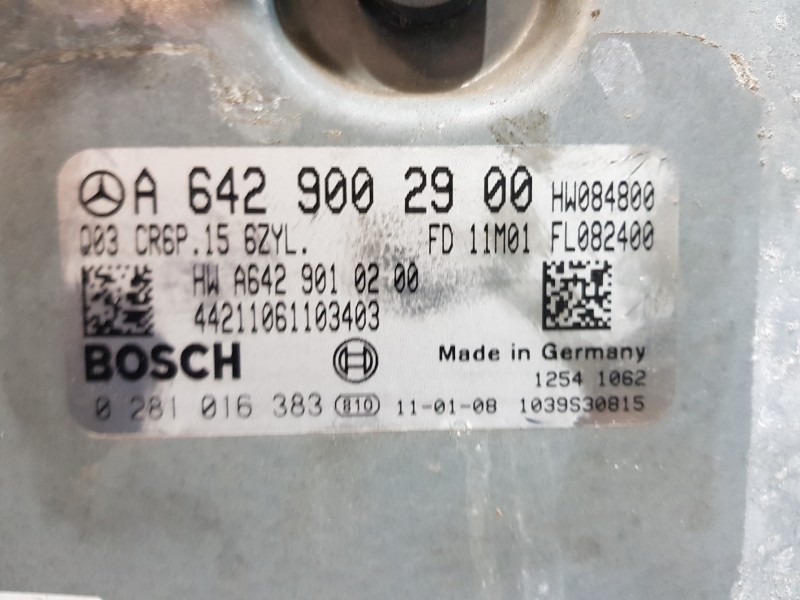 A 642 900 29 00 HW084800
Q03 CR6P.15 6ZYL. FD 11M01 FL082400
HW A642 901 02 00
44211061103403
BOSCH Made in Germany
1254 1062
0 281 016 383 810 11-01-08 1039S30815